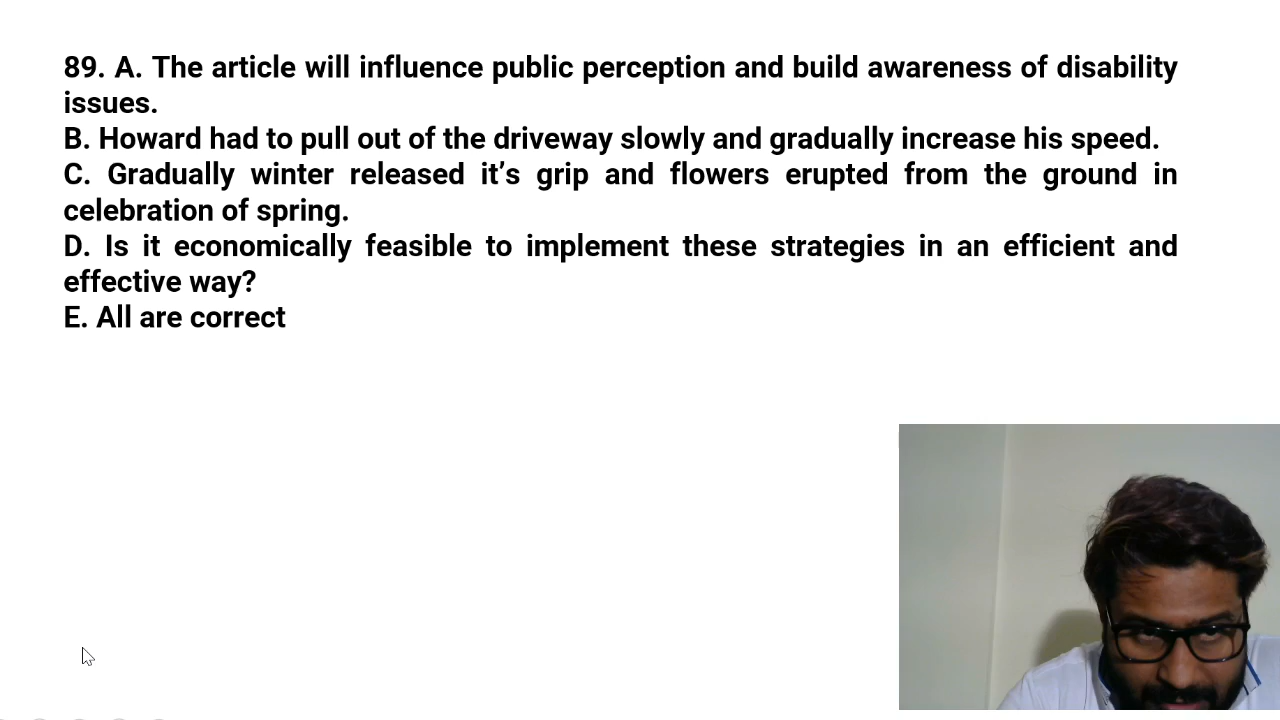 89. A. The article will influence public perception and build awareness of disability
issues.
B. Howard had to pull out of the driveway slowly and gradually increase his speed.
C. Gradually winter released it’s grip and flowers erupted from the ground in
celebration of spring.
D. Is it economically feasible to implement these strategies in an efficient and
effective way?
E. All are correct